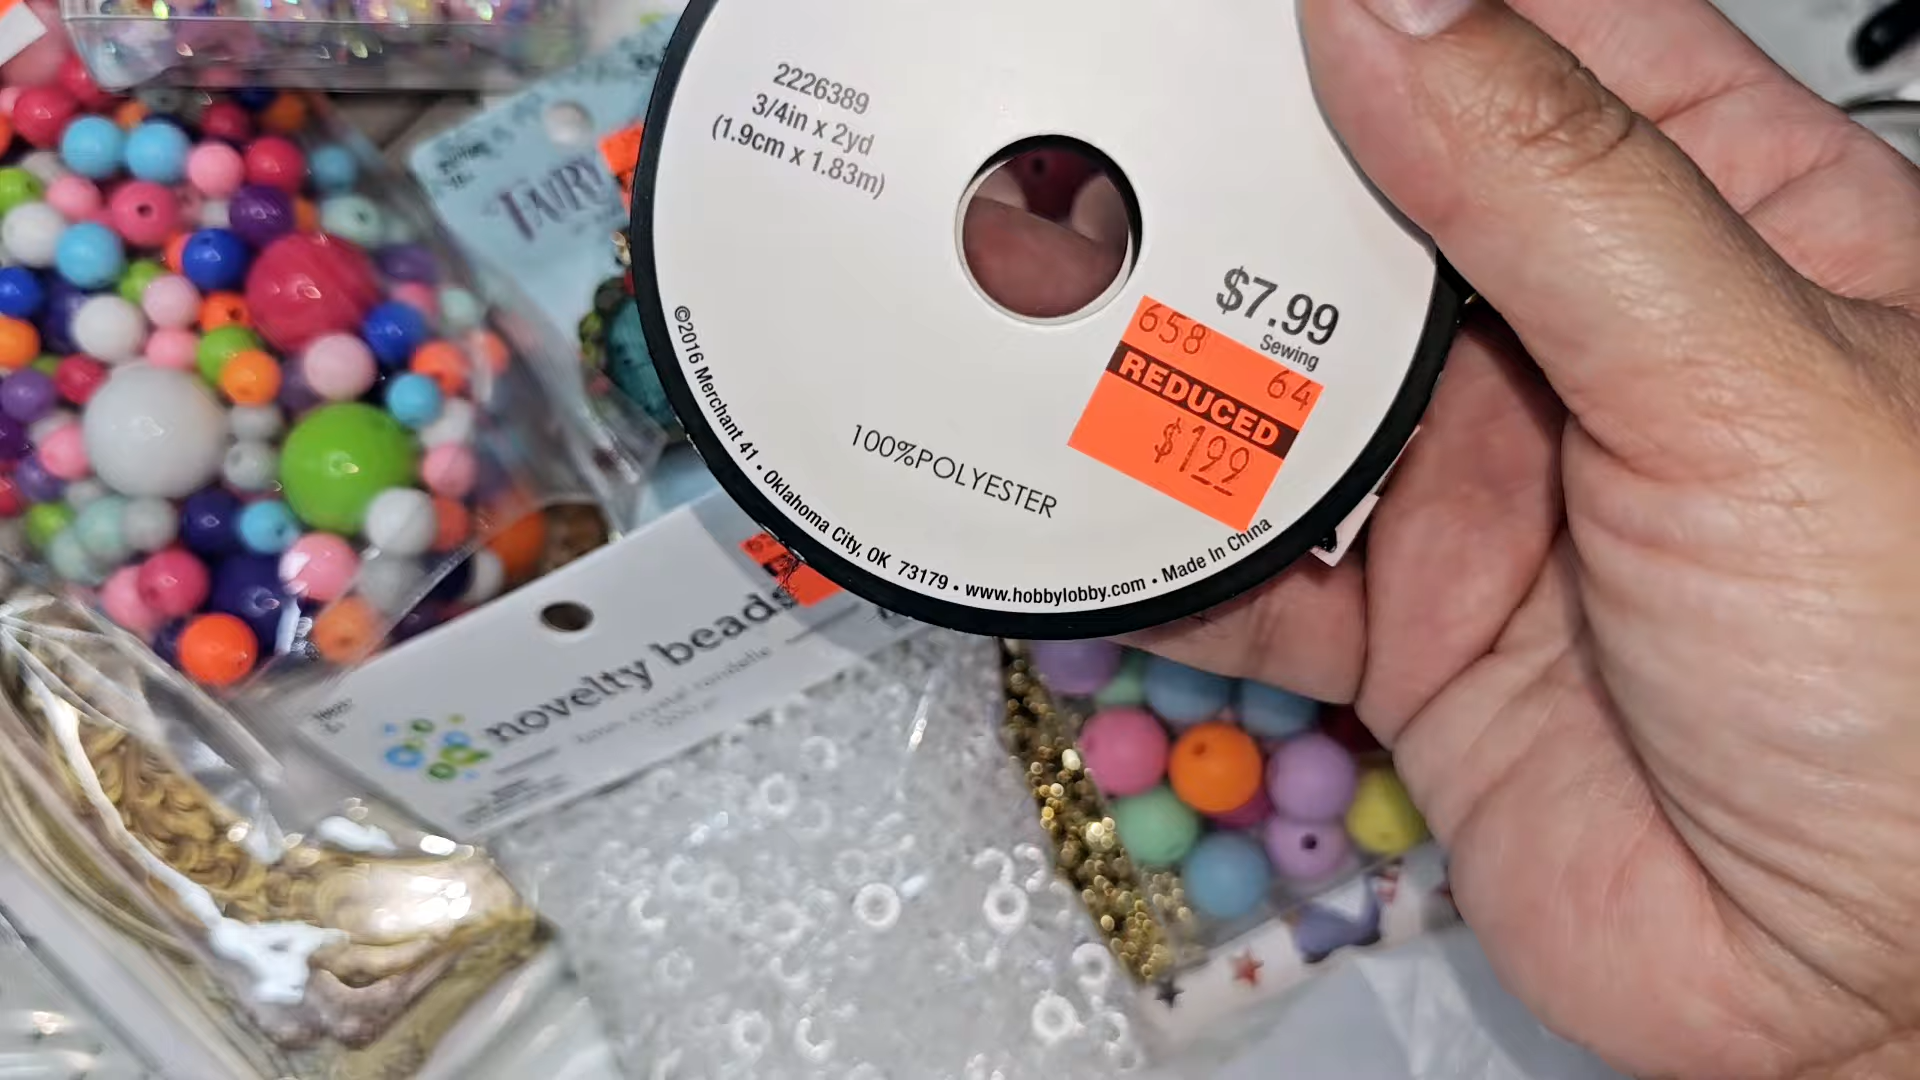 2226389
3/4in x 2yd
(1.9cm x 1.83m)
$7.99
Sewing
658
64
REDUCED
$1.99
100%POLYESTER
©2016 Merchant 41 • Oklahoma City, OK 73179 • www.hobbylobby.com • Made In China
FAIRY
novelty beads